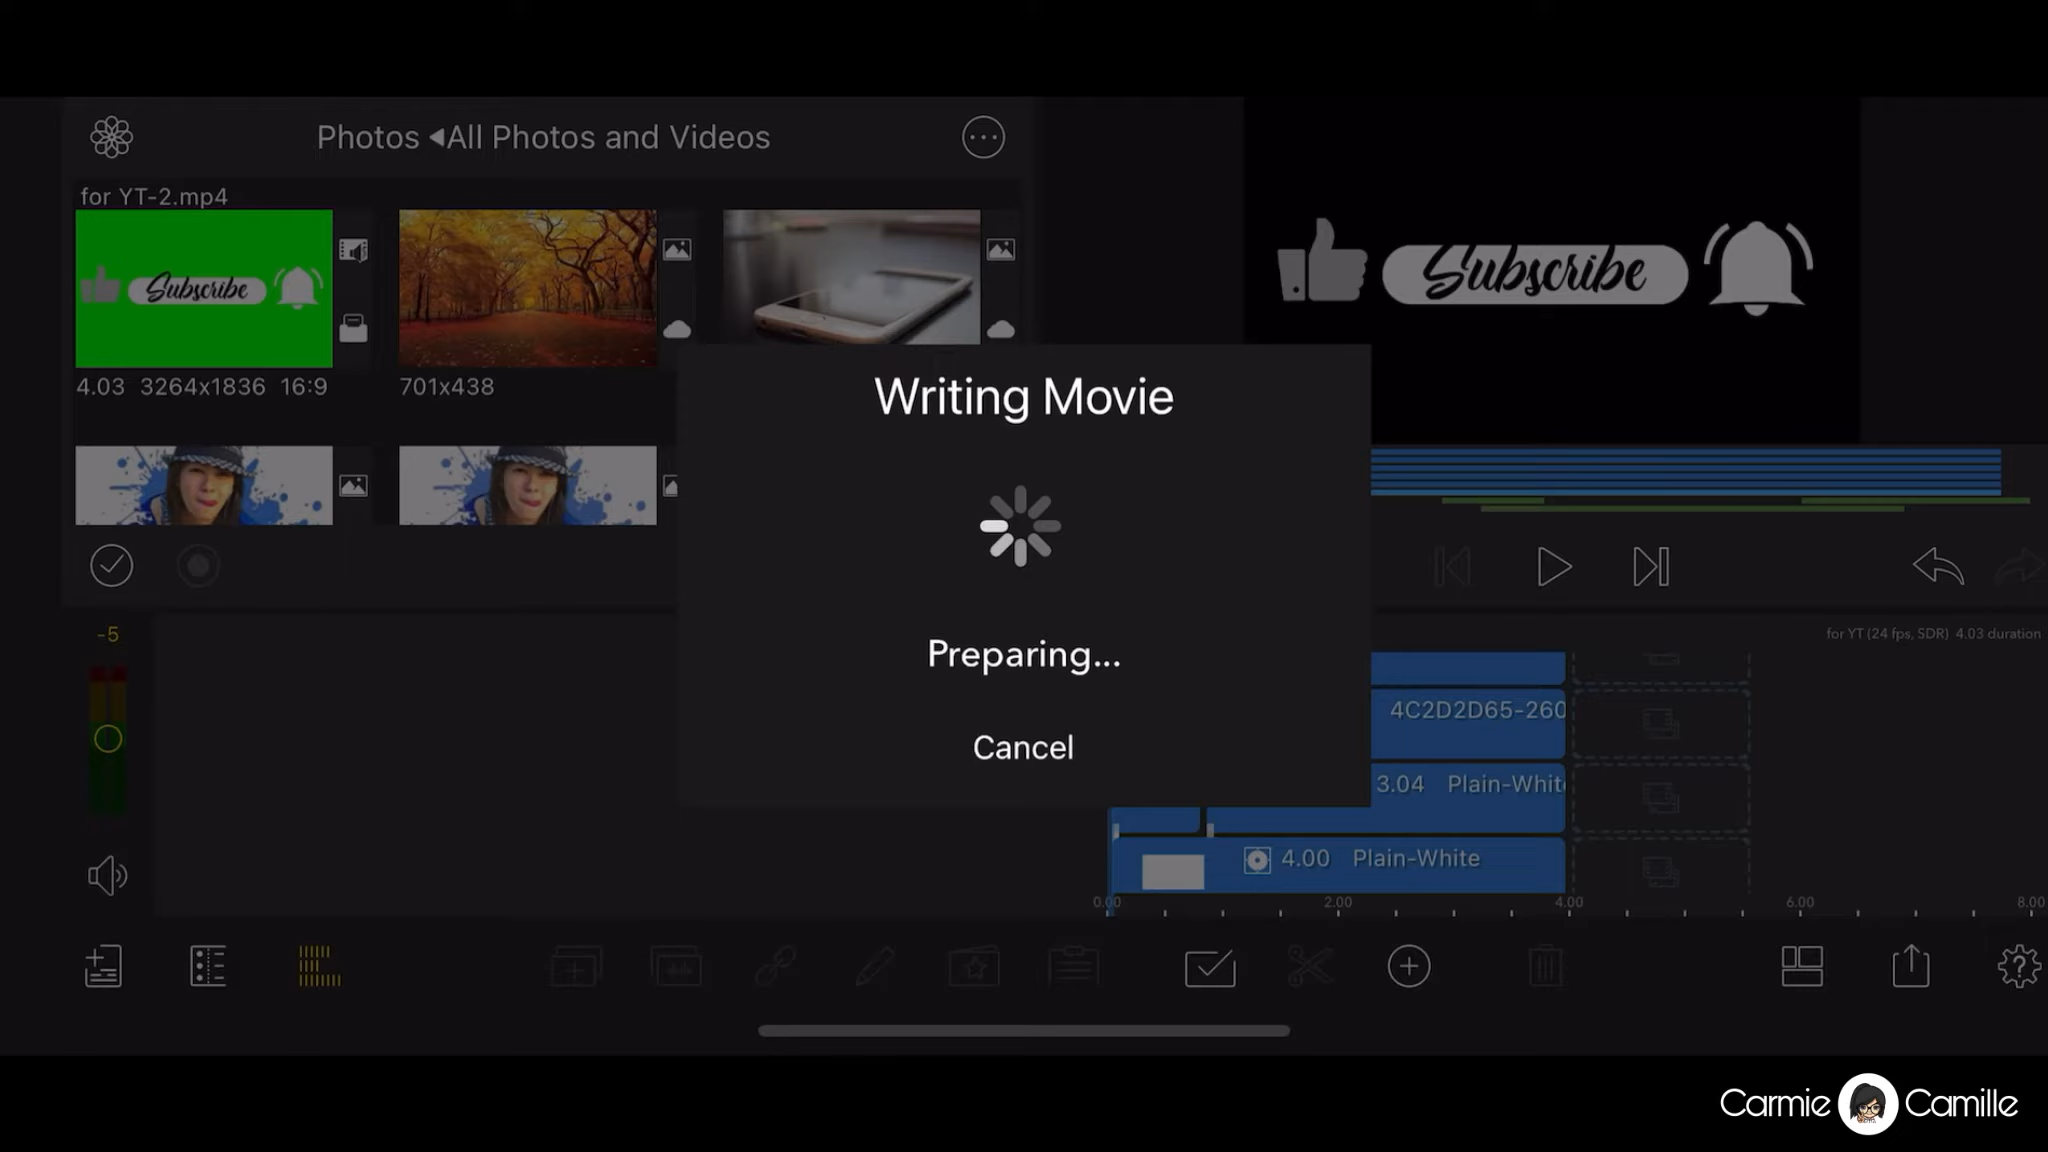 Photos ◀All Photos and Videos
for YT-2.mp4
Subscribe
Subscribe
4.03 3264x1836 16:9
701x438
Writing Movie
Preparing...
Cancel
-5
for YT (24 fps, SDR) 4.03 duration
4C2D2D65-260
3.04 Plain-White
4.00 Plain-White
0.00 2.00 4.00 6.00 8.00
Carmie Camille